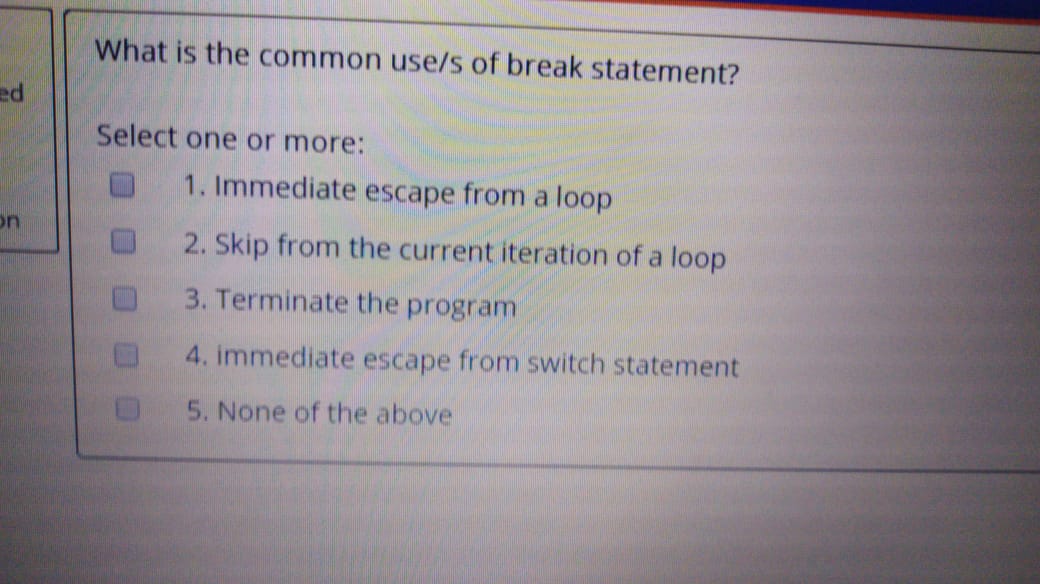 ed
on
What is the common use/s of break statement?
Select one or more:
1. Immediate escape from a loop
2. Skip from the current iteration of a loop
3. Terminate the program
4. immediate escape from switch statement
5. None of the above